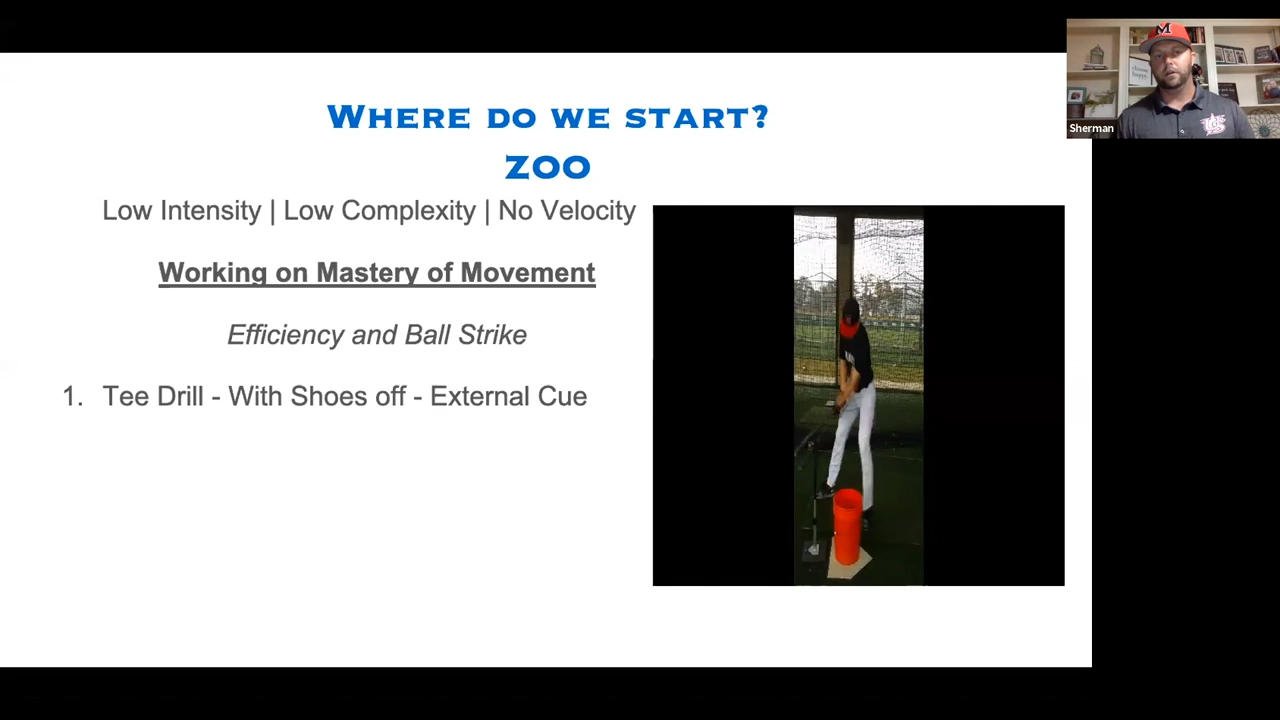 WHERE DO WE START?
ZOO
Low Intensity | Low Complexity | No Velocity
Working on Mastery of Movement
Efficiency and Ball Strike
1. Tee Drill - With Shoes off - External Cue
Sherman
M